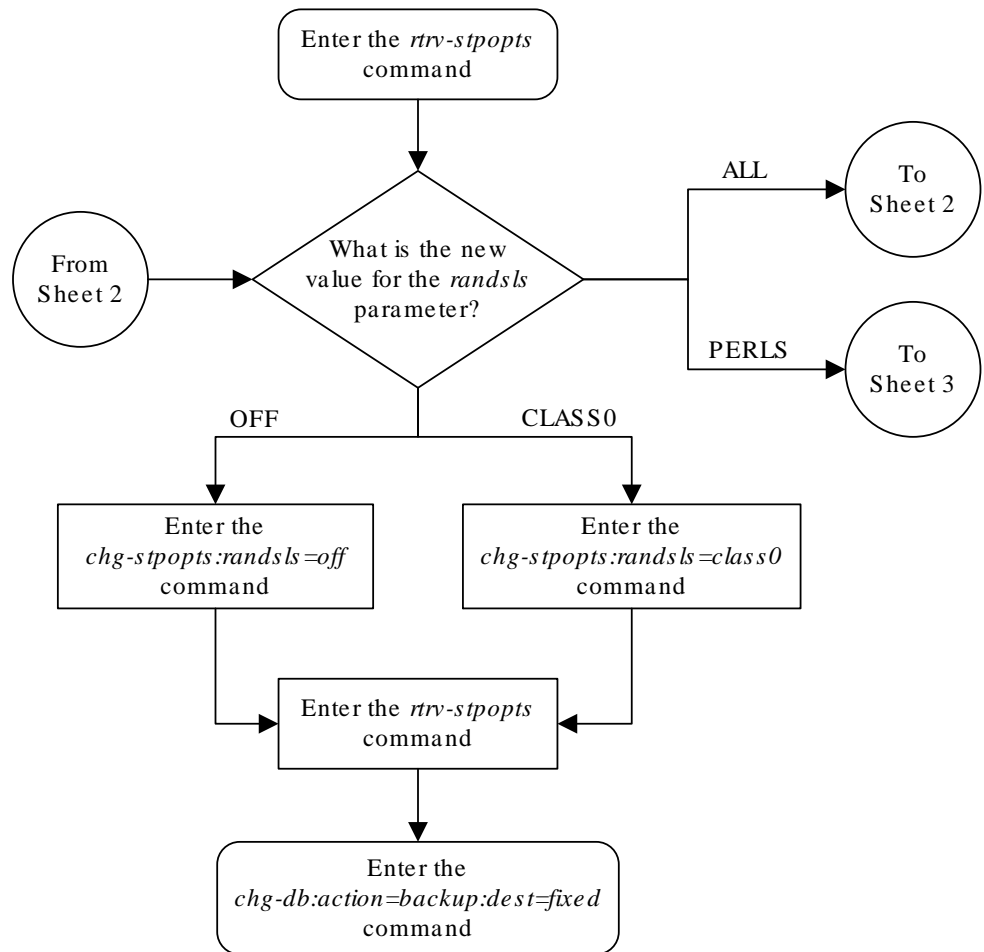 Enter the rtrv-stpopts
command
ALL
To
Sheet 2
From
Sheet 2
What is the new
value for the randsls
parameter?
PERLS
To
Sheet 3
OFF
CLASS0
Enter the
chg-stpopts:randsls=off
command
Enter the
chg-stpopts:randsls=class0
command
Enter the rtrv-stpopts
command
Enter the
chg-db:action=backup:dest=fixed
command